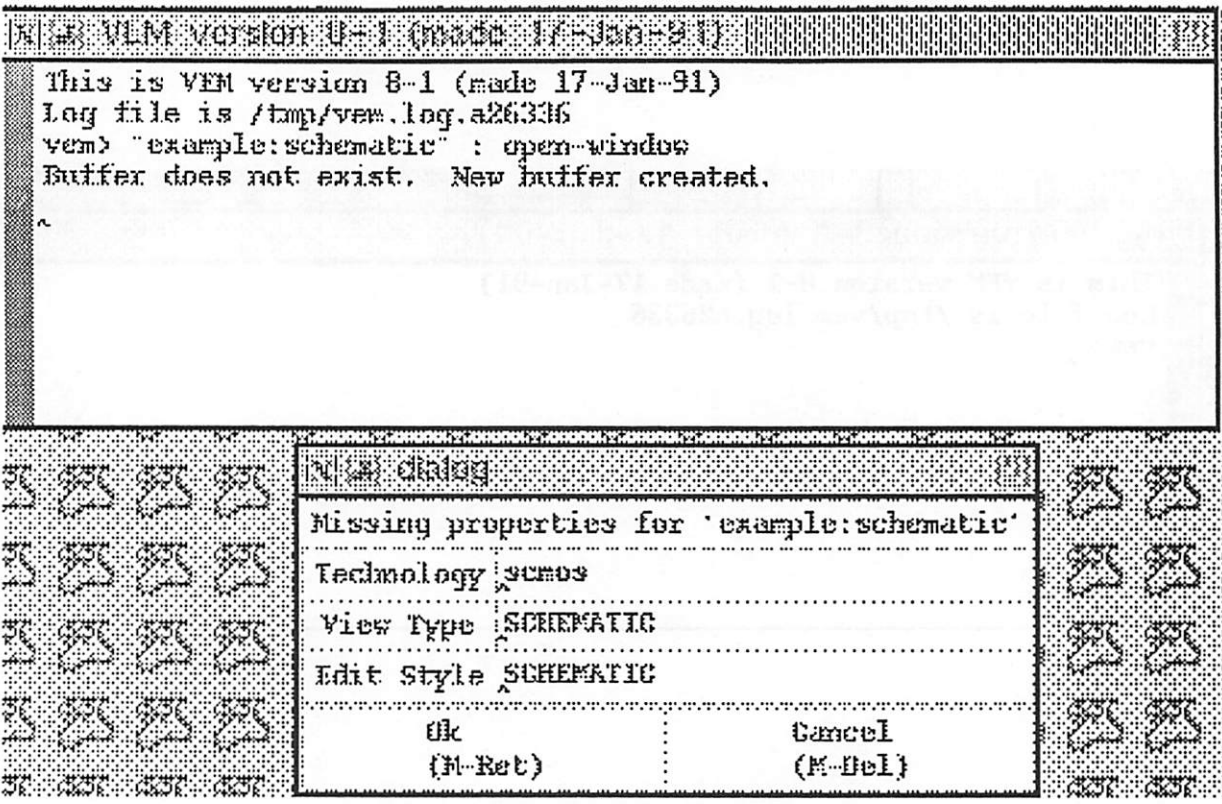 VEM version 8-1 (made 17-Jan-91)
This is VEM version 8-1 (made 17-Jan-91)
Log file is /tmp/vem.log.a26336
vem> "example:schematic" : open-window
Buffer does not exist. New buffer created.
^
dialog
Missing properties for 'example:schematic'
Technology scmos
View Type SCHEMATIC
Edit Style SCHEMATIC
Ok
(M-Ret)
Cancel
(M-Del)